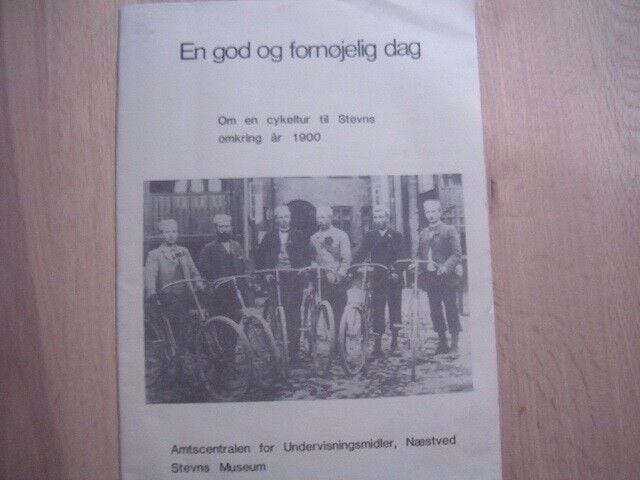 En god og fornøjelig dag
Om en cykeltur til Stevns
omkring år 1900
Amtscentralen for Undervisningsmidler, Næstved
Stevns Museum